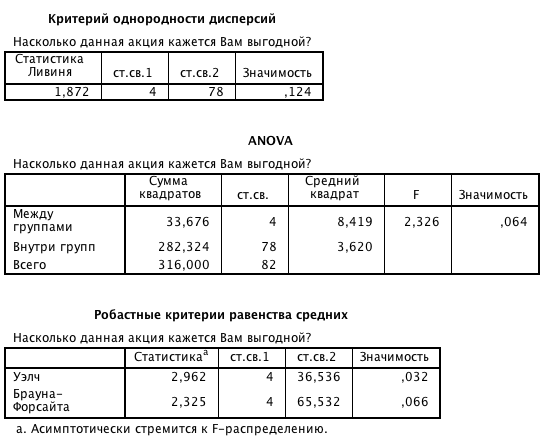 Критерий однородности дисперсий
Насколько данная акция кажется Вам выгодной?
Статистика
Ливиня ст.св.1 ст.св.2 Значимость
1,872 4 78 ,124
ANOVA
Насколько данная акция кажется Вам выгодной?
Сумма Средний
квадратов ст.св. квадрат F Значимость
Между
группами 33,676 4 8,419 2,326 ,064
Внутри групп 282,324 78 3,620
Всего 316,000 82
Робастные критерии равенства средних
Насколько данная акция кажется Вам выгодной?
Статистикаᵃ ст.св.1 ст.св.2 Значимость
Уэлч 2,962 4 36,536 ,032
Брауна-
Форсайта 2,325 4 65,532 ,066
a. Асимптотически стремится к F-распределению.